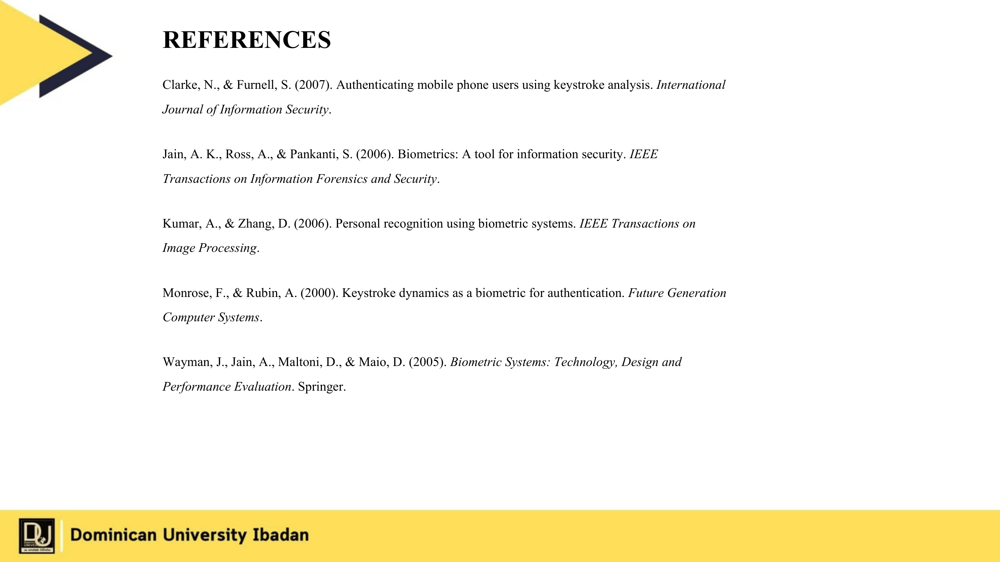 REFERENCES
Clarke, N., & Furnell, S. (2007). Authenticating mobile phone users using keystroke analysis. International
Journal of Information Security.
Jain, A. K., Ross, A., & Pankanti, S. (2006). Biometrics: A tool for information security. IEEE
Transactions on Information Forensics and Security.
Kumar, A., & Zhang, D. (2006). Personal recognition using biometric systems. IEEE Transactions on
Image Processing.
Monrose, F., & Rubin, A. (2000). Keystroke dynamics as a biometric for authentication. Future Generation
Computer Systems.
Wayman, J., Jain, A., Maltoni, D., & Maio, D. (2005). Biometric Systems: Technology, Design and
Performance Evaluation. Springer.
DU
Dominican University Ibadan